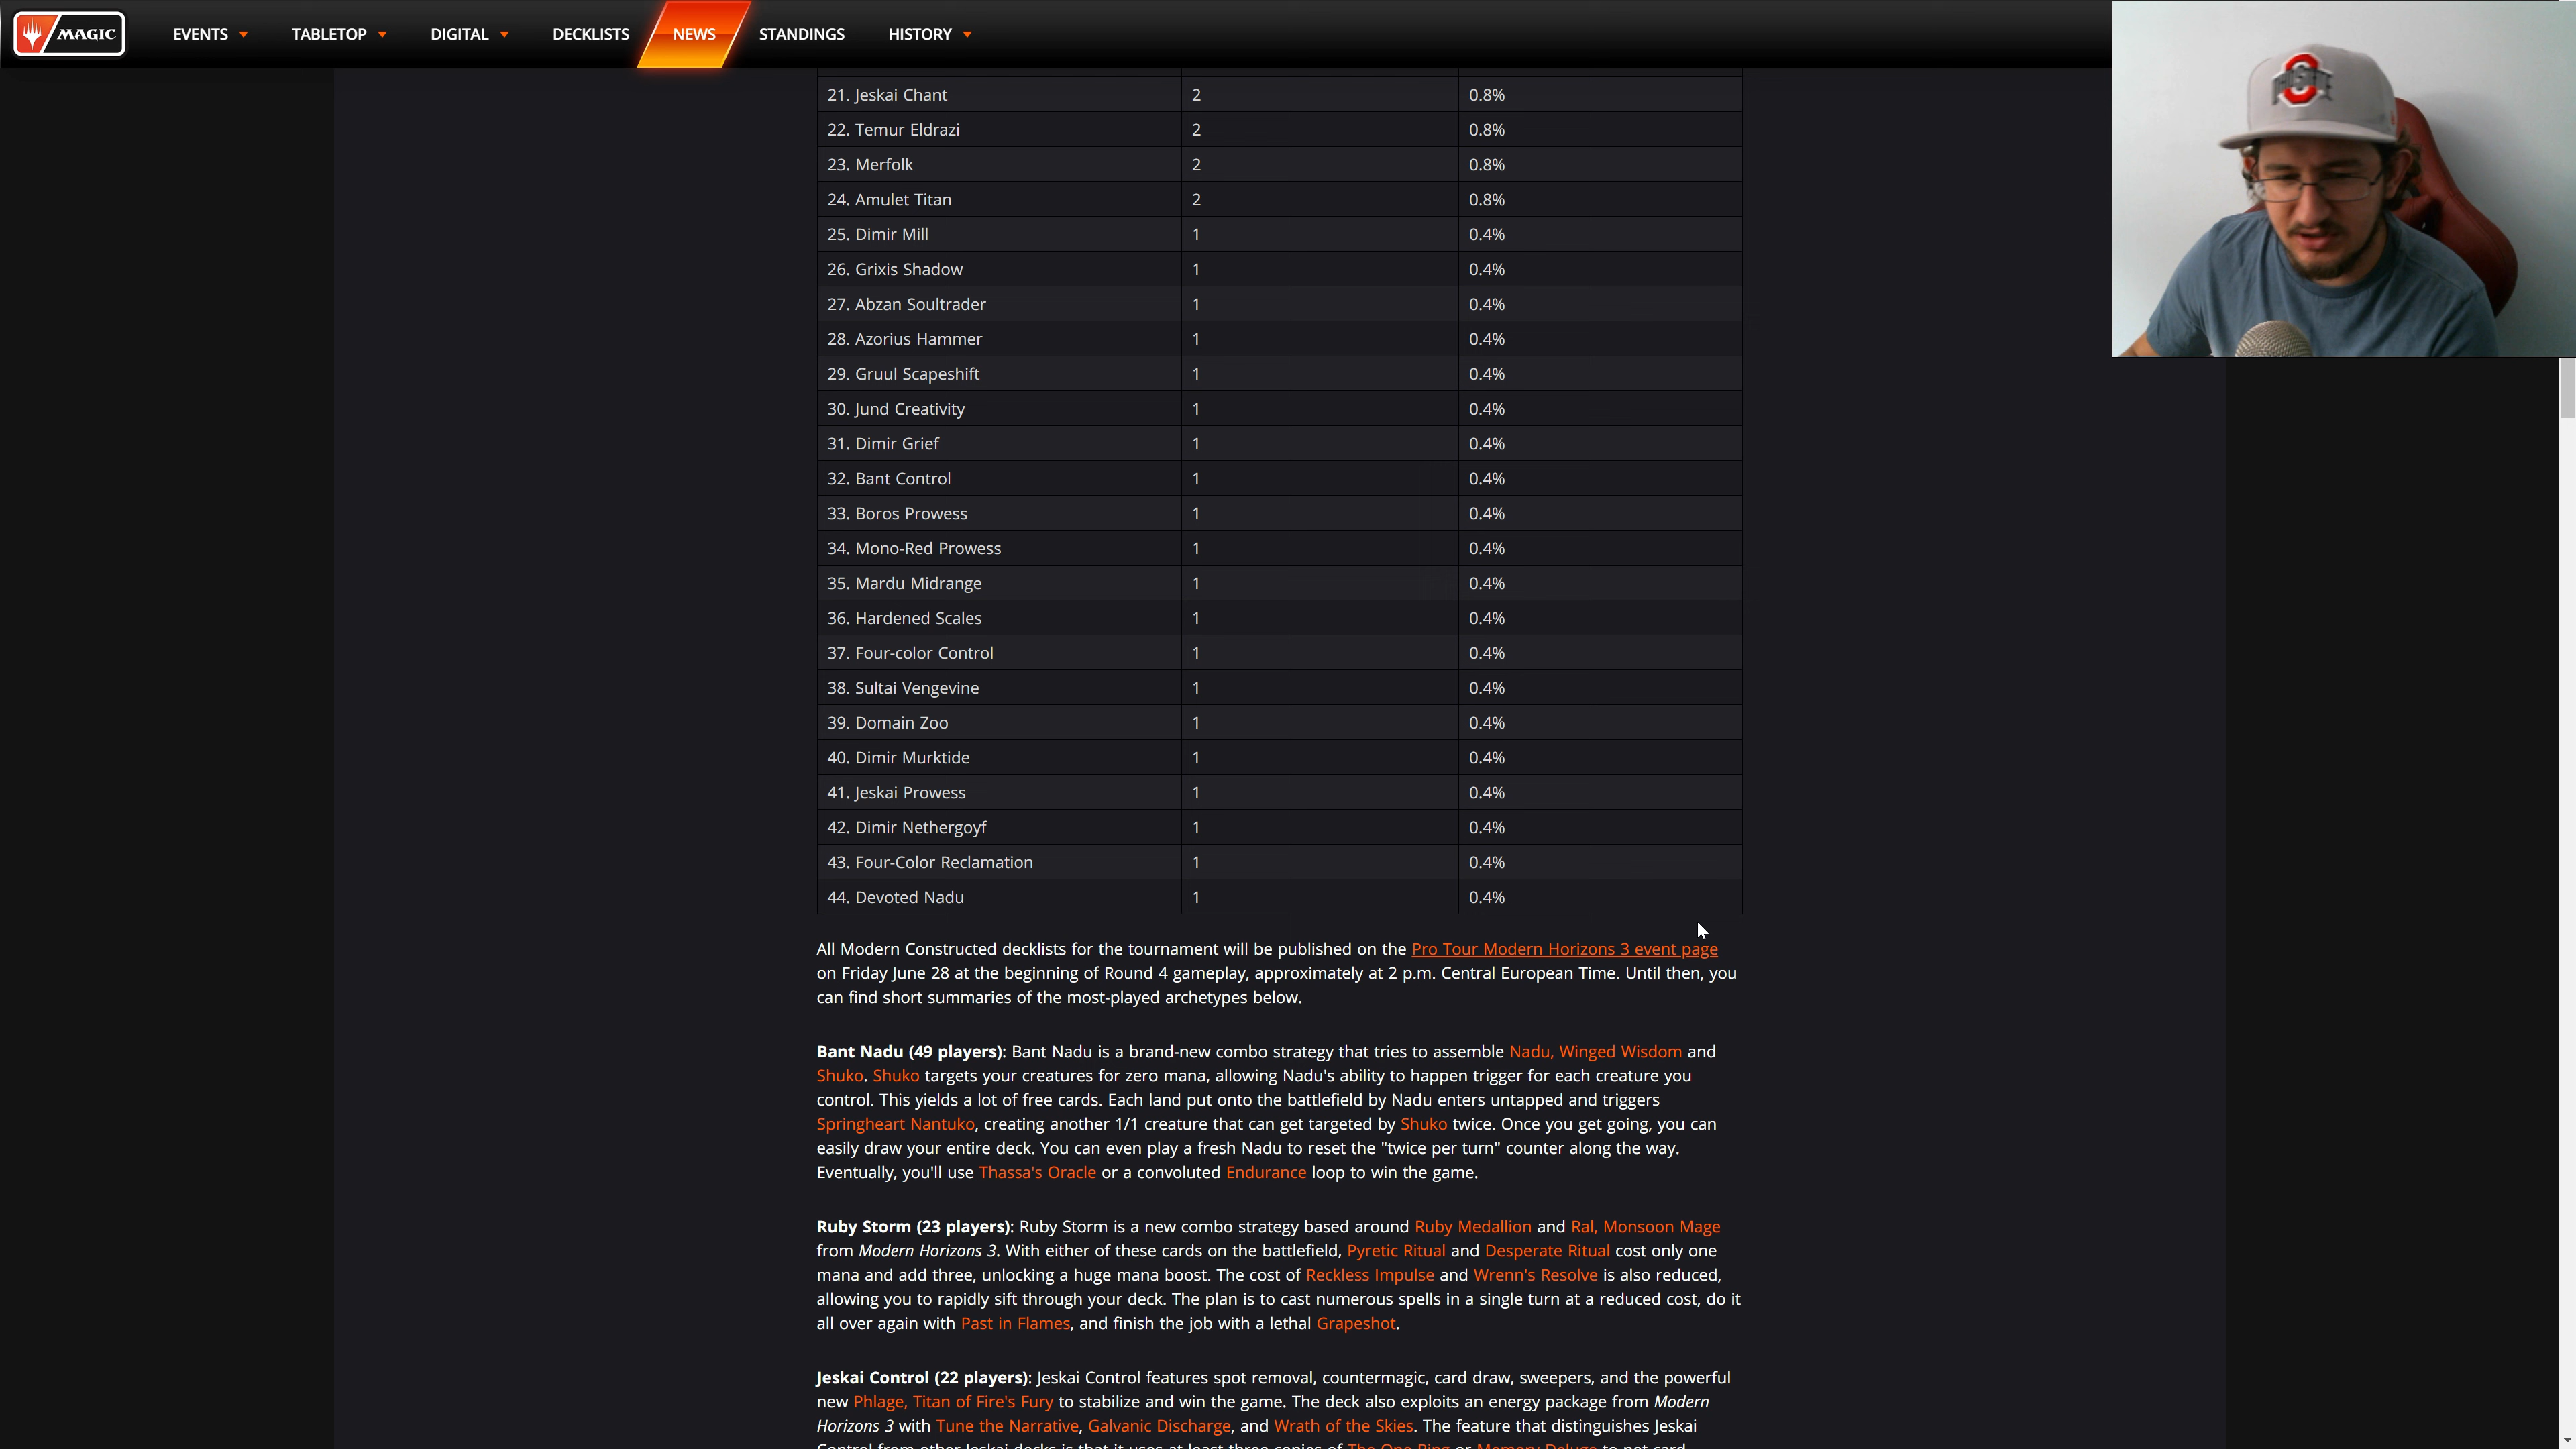 MAGIC EVENTS TABLETOP DIGITAL DECKLISTS NEWS STANDINGS HISTORY
21. Jeskai Chant 2 0.8%
22. Temur Eldrazi 2 0.8%
23. Merfolk 2 0.8%
24. Amulet Titan 2 0.8%
25. Dimir Mill 1 0.4%
26. Grixis Shadow 1 0.4%
27. Abzan Soultrader 1 0.4%
28. Azorius Hammer 1 0.4%
29. Gruul Scapeshift 1 0.4%
30. Jund Creativity 1 0.4%
31. Dimir Grief 1 0.4%
32. Bant Control 1 0.4%
33. Boros Prowess 1 0.4%
34. Mono-Red Prowess 1 0.4%
35. Mardu Midrange 1 0.4%
36. Hardened Scales 1 0.4%
37. Four-color Control 1 0.4%
38. Sultai Vengevine 1 0.4%
39. Domain Zoo 1 0.4%
40. Dimir Murktide 1 0.4%
41. Jeskai Prowess 1 0.4%
42. Dimir Nethergoyf 1 0.4%
43. Four-Color Reclamation 1 0.4%
44. Devoted Nadu 1 0.4%
All Modern Constructed decklists for the tournament will be published on the Pro Tour Modern Horizons 3 event page
on Friday June 28 at the beginning of Round 4 gameplay, approximately at 2 p.m. Central European Time. Until then, you
can find short summaries of the most-played archetypes below.
Bant Nadu (49 players): Bant Nadu is a brand-new combo strategy that tries to assemble Nadu, Winged Wisdom and
Shuko. Shuko targets your creatures for zero mana, allowing Nadu's ability to happen trigger for each creature you
control. This yields a lot of free cards. Each land put onto the battlefield by Nadu enters untapped and triggers
Springheart Nantuko, creating another 1/1 creature that can get targeted by Shuko twice. Once you get going, you can
easily draw your entire deck. You can even play a fresh Nadu to reset the "twice per turn" counter along the way.
Eventually, you'll use Thassa's Oracle or a convoluted Endurance loop to win the game.
Ruby Storm (23 players): Ruby Storm is a new combo strategy based around Ruby Medallion and Ral, Monsoon Mage
from Modern Horizons 3. With either of these cards on the battlefield, Pyretic Ritual and Desperate Ritual cost only one
mana and add three, unlocking a huge mana boost. The cost of Reckless Impulse and Wrenn's Resolve is also reduced,
allowing you to rapidly sift through your deck. The plan is to cast numerous spells in a single turn at a reduced cost, do it
all over again with Past in Flames, and finish the job with a lethal Grapeshot.
Jeskai Control (22 players): Jeskai Control features spot removal, countermagic, card draw, sweepers, and the powerful
new Phlage, Titan of Fire's Fury to stabilize and win the game. The deck also exploits an energy package from Modern
Horizons 3 with Tune the Narrative, Galvanic Discharge, and Wrath of the Skies. The feature that distinguishes Jeskai
Control from other Jeskai decks is that it uses at least three copies of The One Ring or Memory Deluge to net card